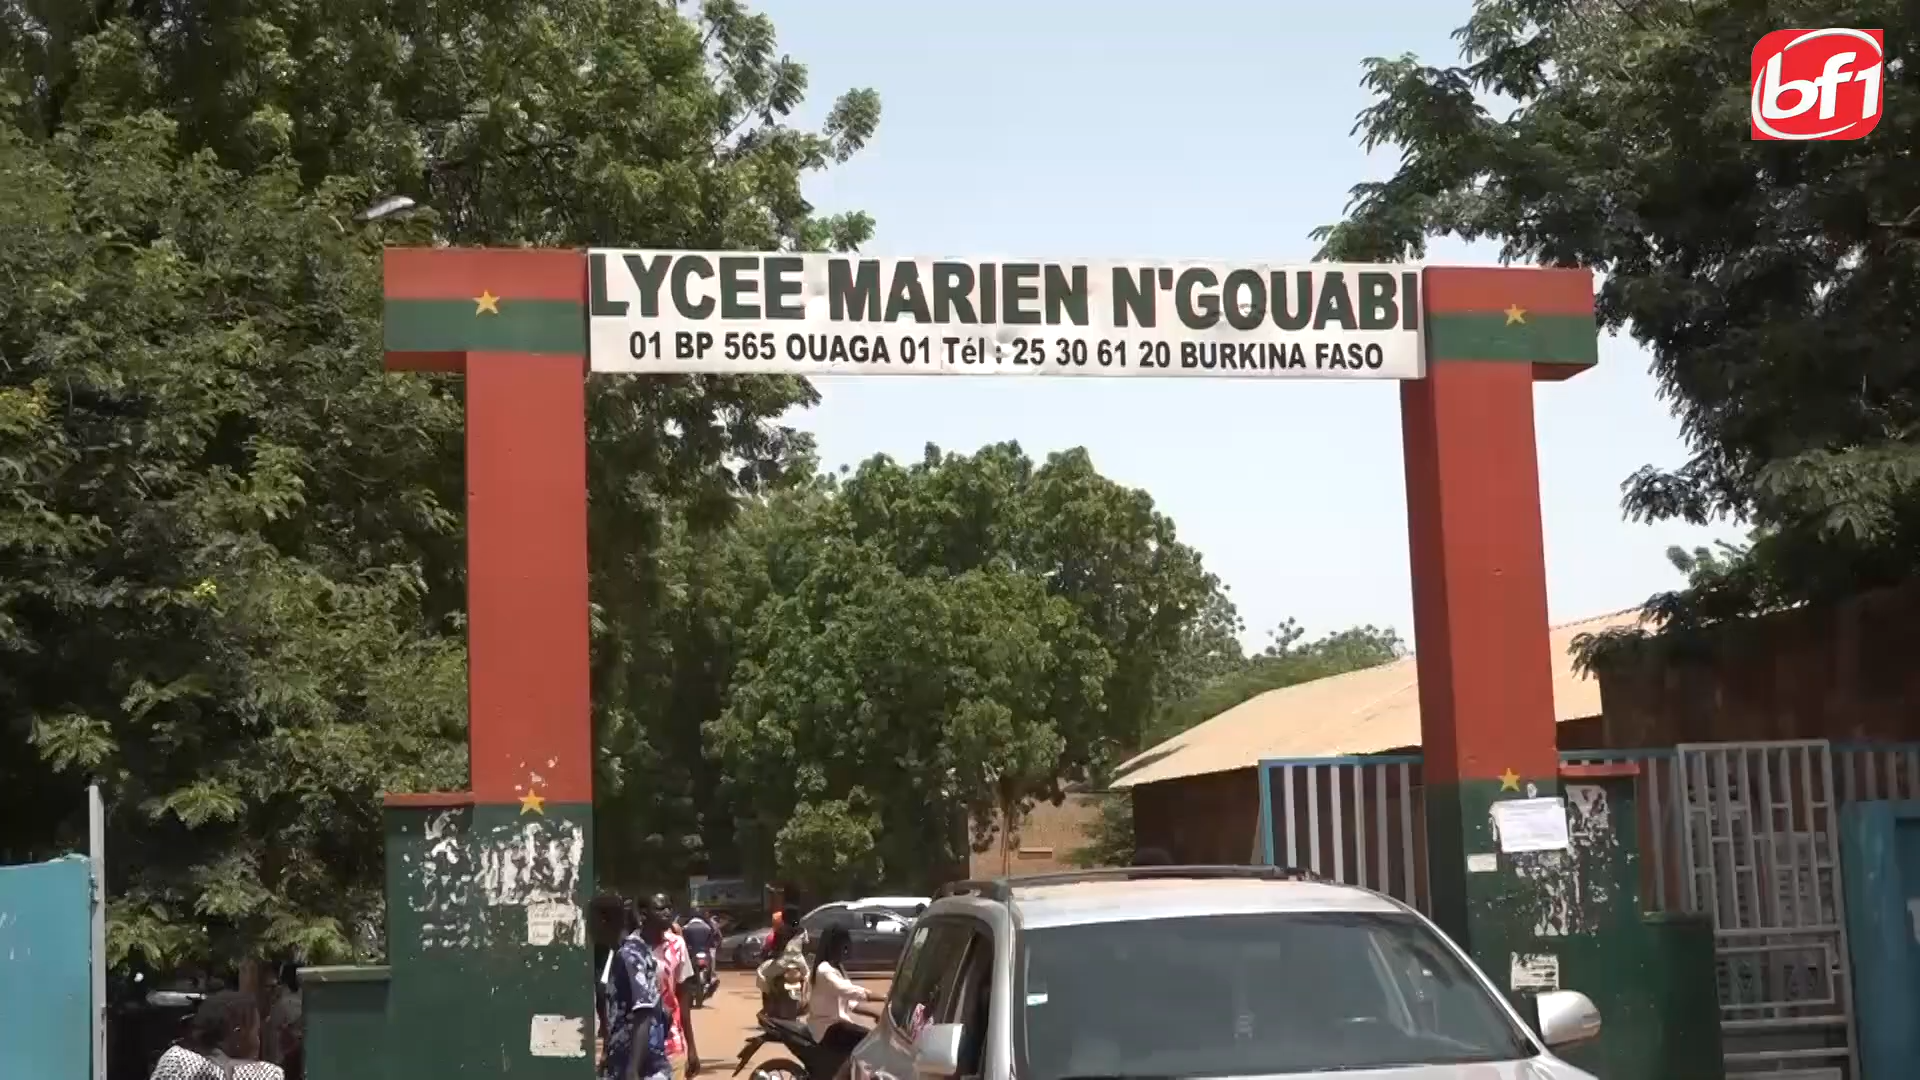 bf1
LYCEE MARIEN N'GOUABI
01 BP 565 OUAGA 01 Tél : 25 30 61 20 BURKINA FASO